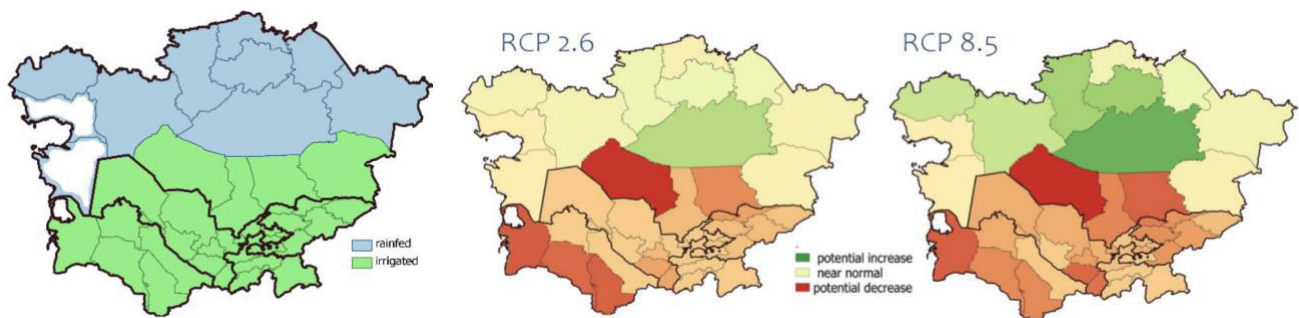 RCP 2.6
RCP 8.5
rainfed
irrigated
potential increase
near normal
potential decrease